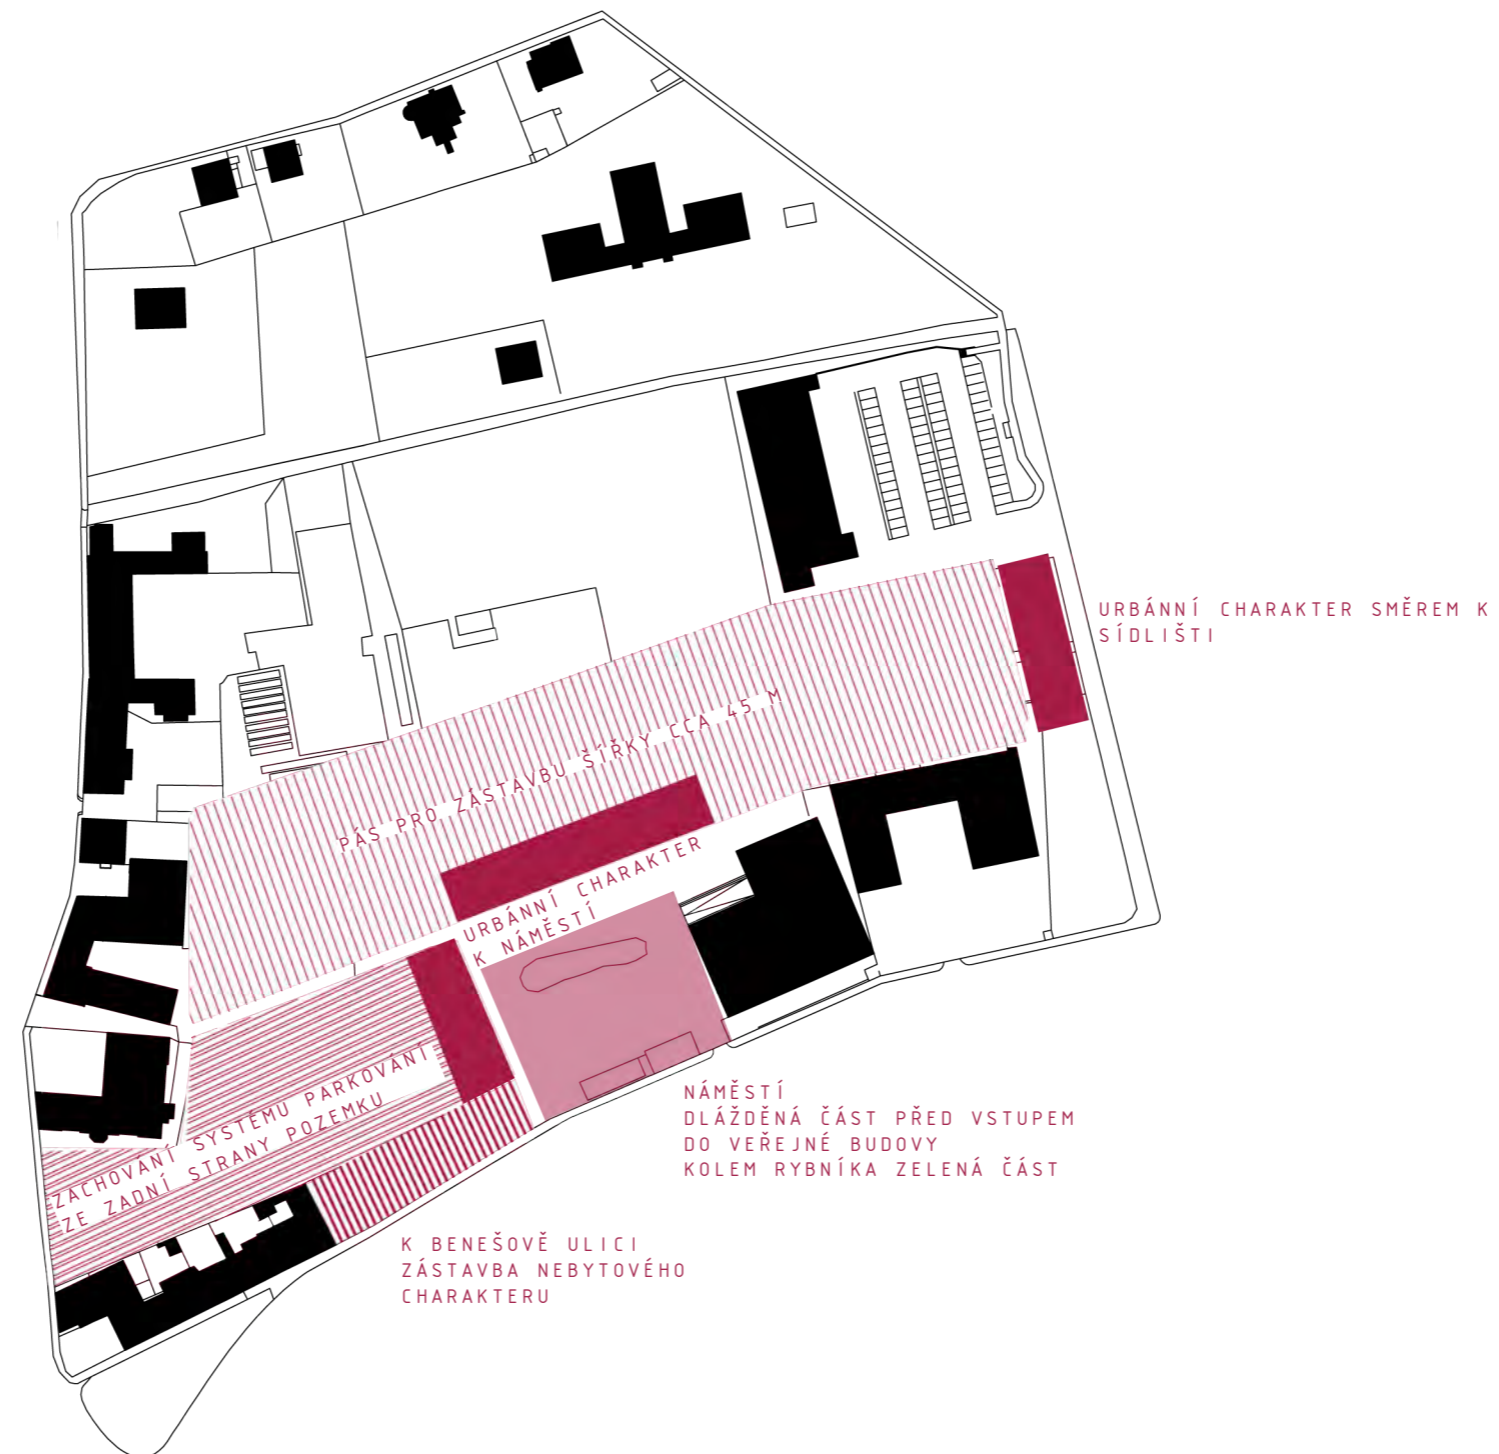 URBÁNNÍ CHARAKTER SMĚREM K
SÍDLIŠTI
PÁS PRO ZÁSTAVBU ŠÍŘKY CCA 45 M
URBÁNNÍ CHARAKTER
K NÁMĚSTÍ
ZACHOVÁNÍ SYSTÉMU PARKOVÁNÍ
ZE ZADNÍ STRANY POZEMKU
NÁMĚSTÍ
DLÁŽDĚNÁ ČÁST PŘED VSTUPEM
DO VEŘEJNÉ BUDOVY
KOLEM RYBNÍKA ZELENÁ ČÁST
K BENEŠOVĚ ULICI
ZÁSTAVBA NEBYTOVÉHO
CHARAKTERU